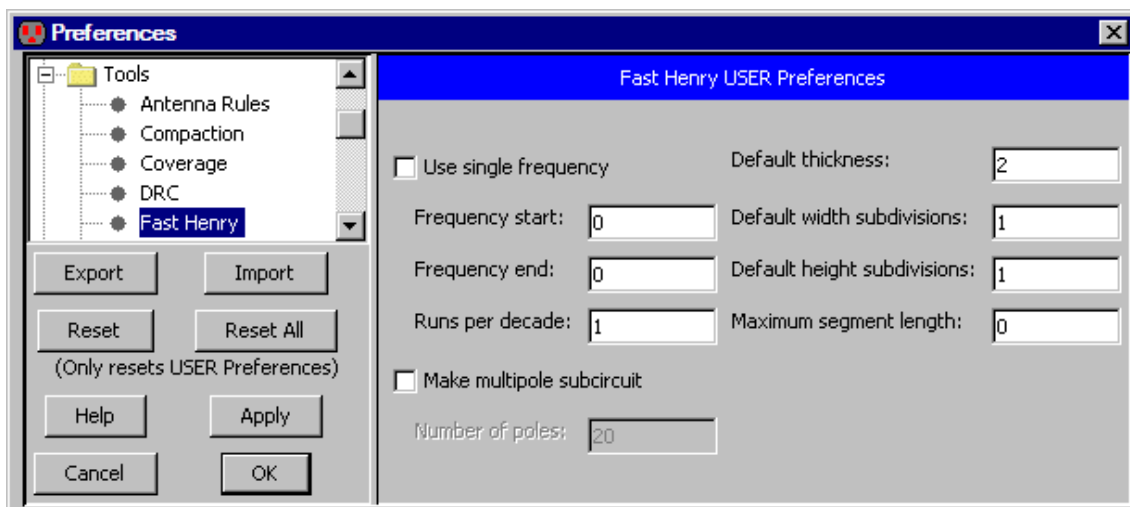 Preferences
Tools
Antenna Rules
Compaction
Coverage
DRC
Fast Henry
Export
Import
Reset
Reset All
(Only resets USER Preferences)
Help
Apply
Cancel
OK
Fast Henry USER Preferences
Use single frequency
Default thickness: 2
Frequency start: 0
Default width subdivisions: 1
Frequency end: 0
Default height subdivisions: 1
Runs per decade: 1
Maximum segment length: 0
Make multipole subcircuit
Number of poles: 20